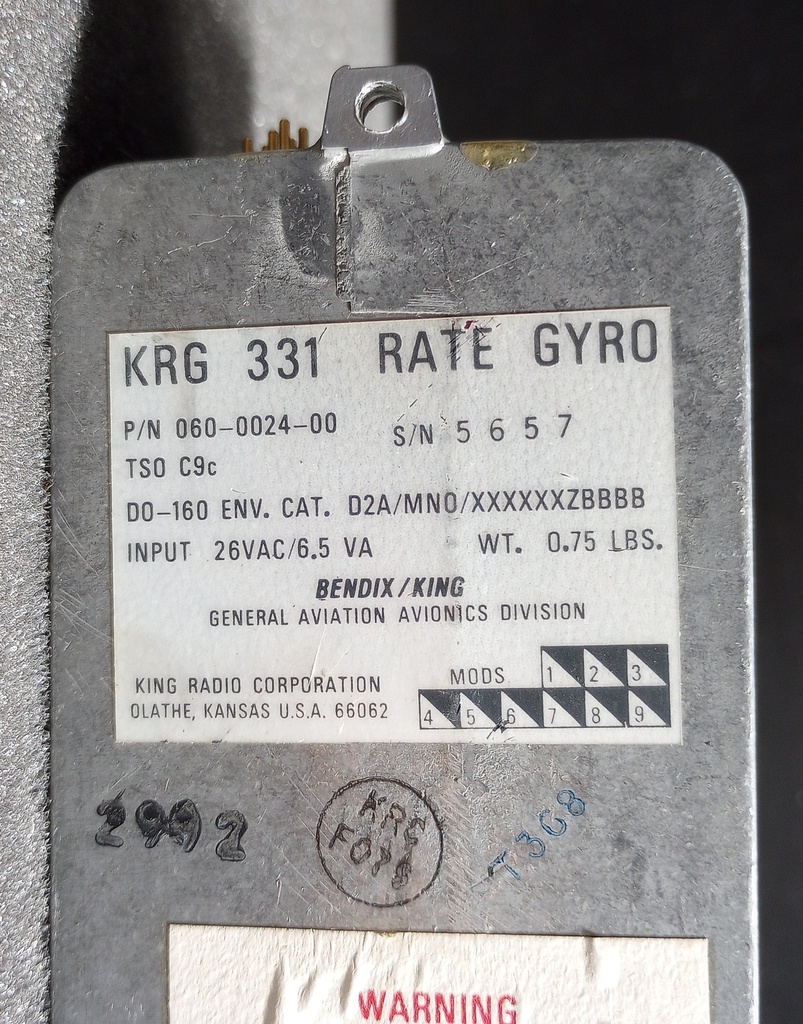 KRG 331 RATE GYRO
P/N 060-0024-00 S/N 5657
TSO C9c
DO-160 ENV. CAT. D2A/MNO/XXXXXXZBBBB
INPUT 26VAC/6.5 VA WT. 0.75 LBS.
BENDIX/KING
GENERAL AVIATION AVIONICS DIVISION
MODS 1 2 3
KING RADIO CORPORATION
OLATHE, KANSAS U.S.A. 66062
4 5 6 7 8 9
KRG
T368
WARNING